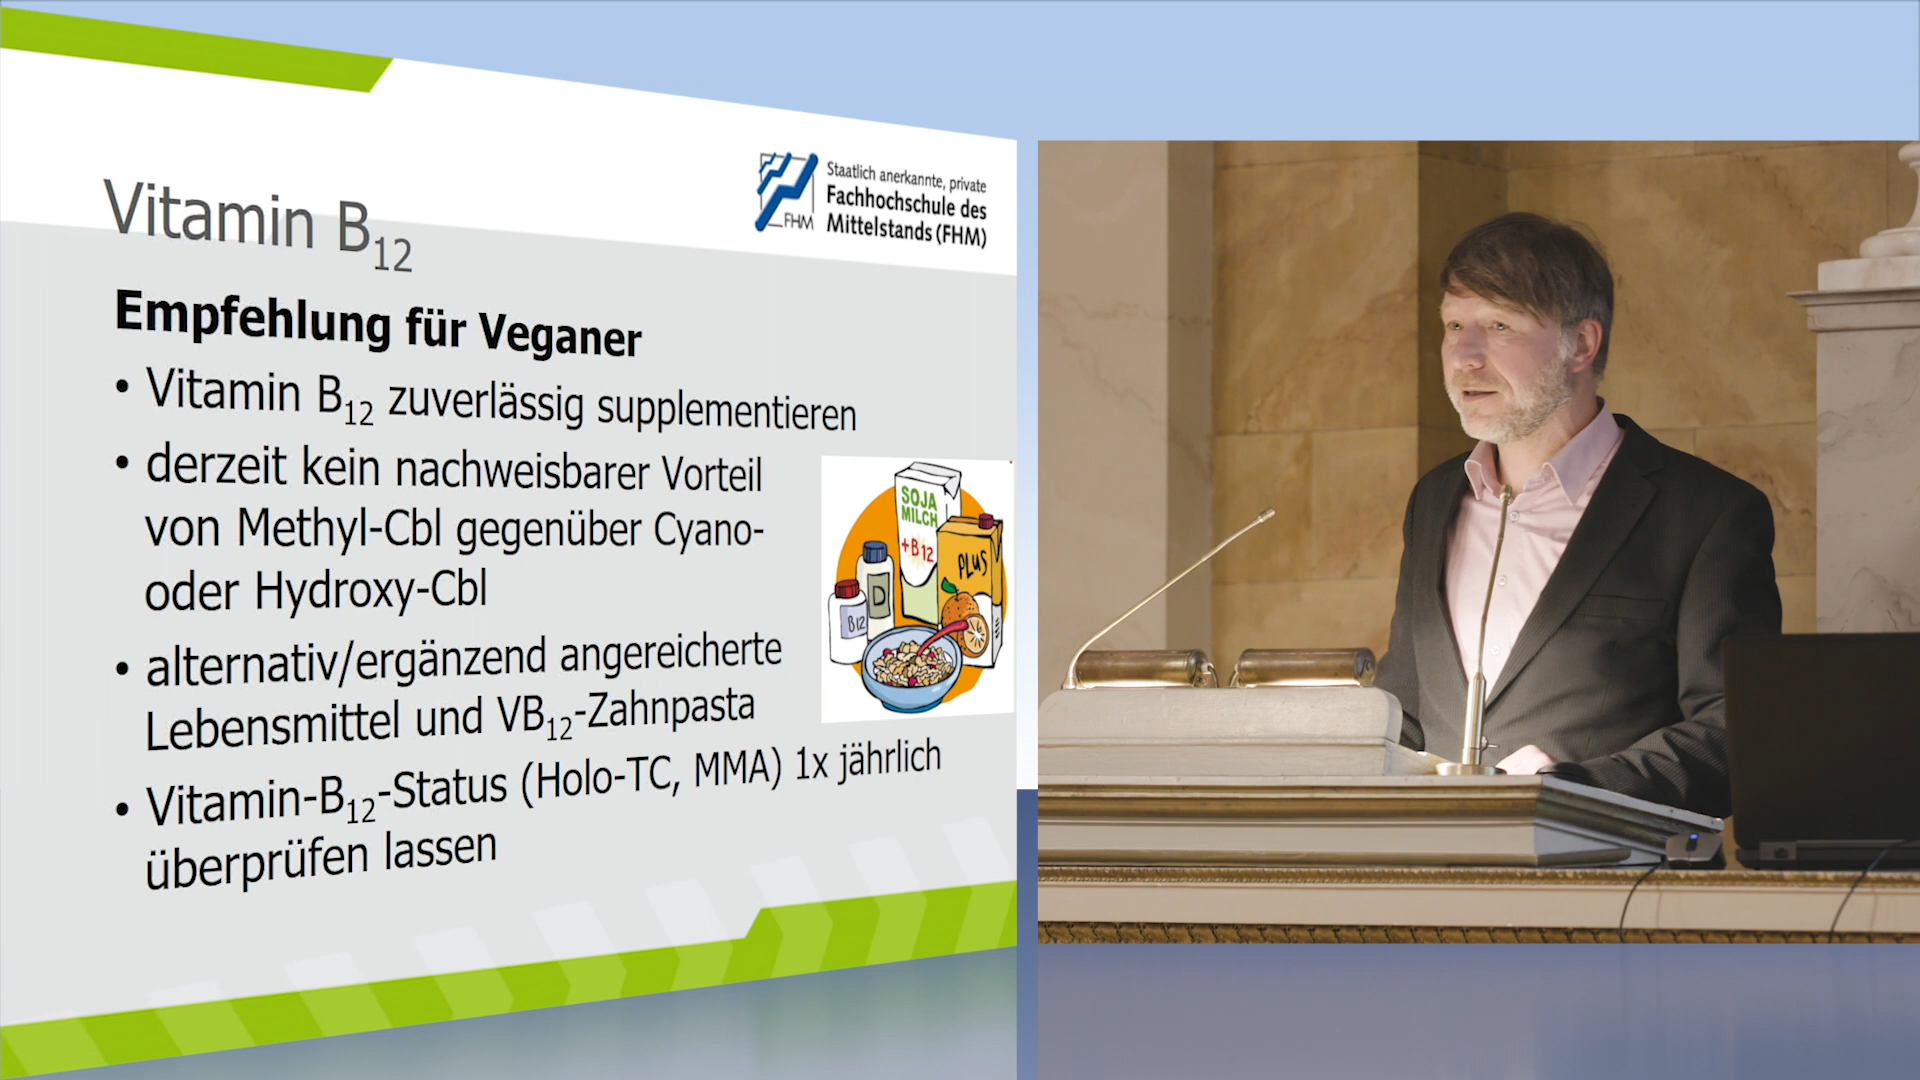 Staatlich anerkannte, private
Fachhochschule des
Mittelstands (FHM)
FHM
Vitamin B12
Empfehlung für Veganer
• Vitamin B12 zuverlässig supplementieren
• derzeit kein nachweisbarer Vorteil
von Methyl-Cbl gegenüber Cyano-
oder Hydroxy-Cbl
• alternativ/ergänzend angereicherte
Lebensmittel und VB12-Zahnpasta
• Vitamin-B12-Status (Holo-TC, MMA) 1x jährlich
überprüfen lassen
SOJA
MILCH
+B12
PLUS
D
B12